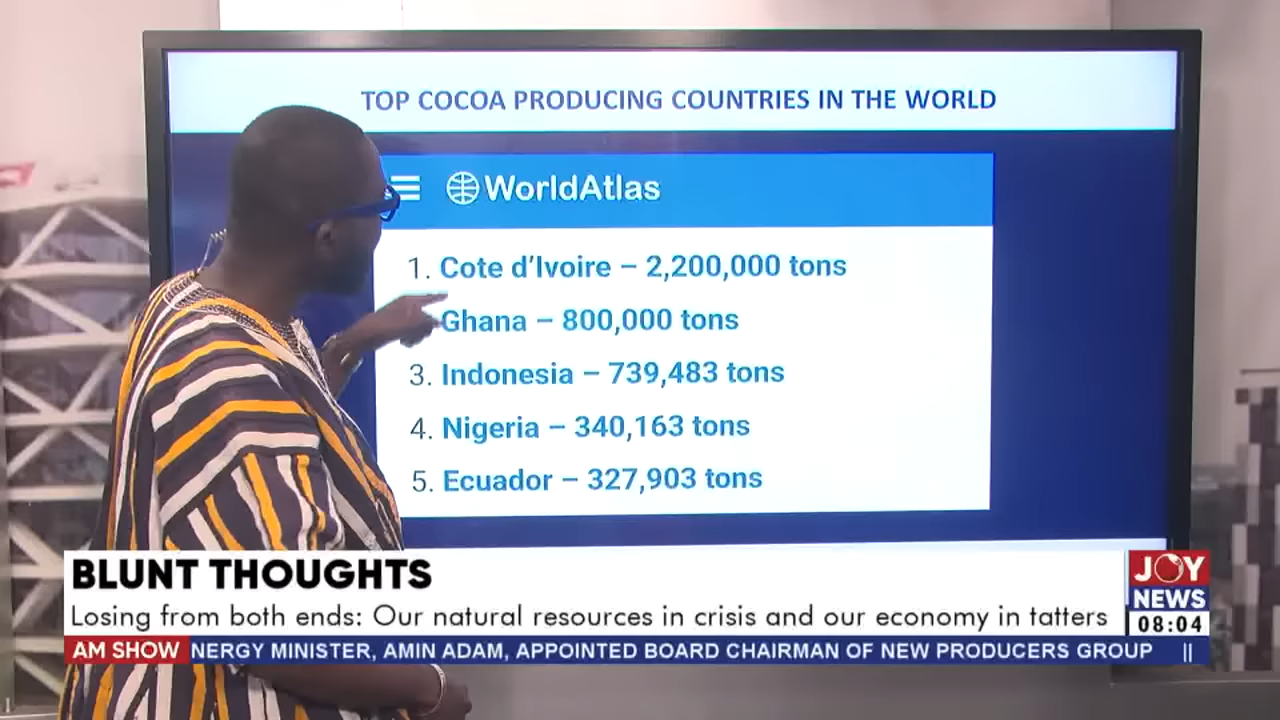 TOP COCOA PRODUCING COUNTRIES IN THE WORLD
WorldAtlas
1. Cote d'Ivoire – 2,200,000 tons
Ghana – 800,000 tons
3. Indonesia – 739,483 tons
4. Nigeria – 340,163 tons
5. Ecuador – 327,903 tons
BLUNT THOUGHTS
Losing from both ends: Our natural resources in crisis and our economy in tatters
JOY
NEWS
08:04
AM SHOW NERGY MINISTER, AMIN ADAM, APPOINTED BOARD CHAIRMAN OF NEW PRODUCERS GROUP ||